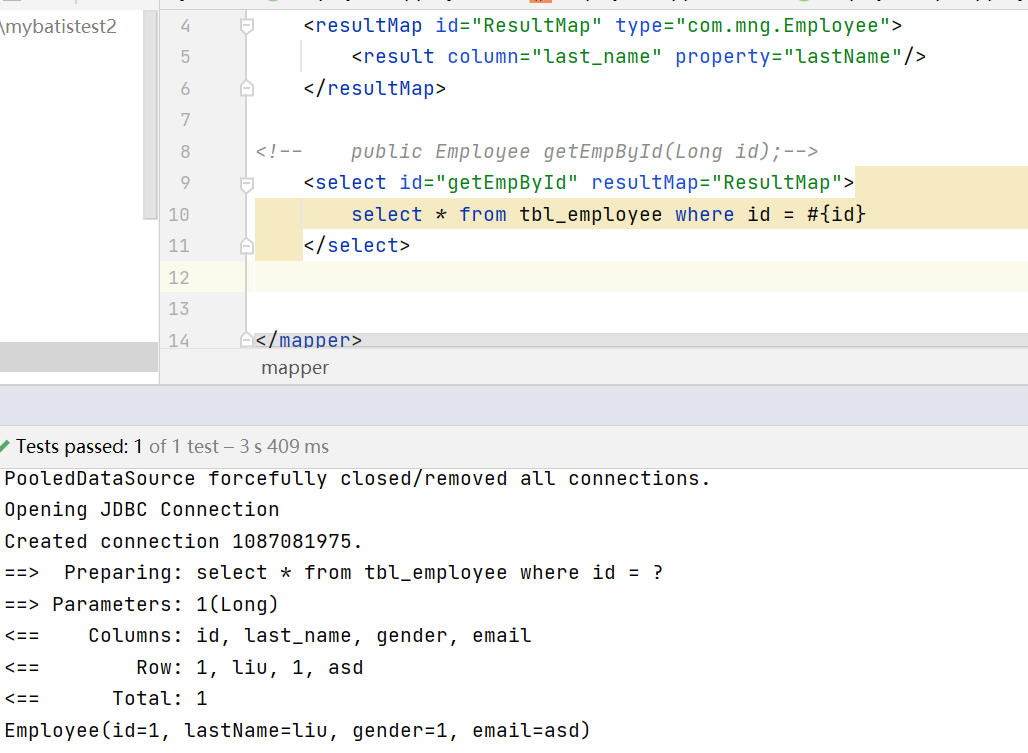 \mybatistest2
4 <resultMap id="ResultMap" type="com.mng.Employee">
5 <result column="last_name" property="lastName"/>
6 </resultMap>
7
8 <!-- public Employee getEmpById(Long id);-->
9 <select id="getEmpById" resultMap="ResultMap">
10 select * from tbl_employee where id = #{id}
11 </select>
12
13
14 </mapper>
mapper
Tests passed: 1 of 1 test – 3 s 409 ms
PooledDataSource forcefully closed/removed all connections.
Opening JDBC Connection
Created connection 1087081975.
==>  Preparing: select * from tbl_employee where id = ?
==> Parameters: 1(Long)
<==    Columns: id, last_name, gender, email
<==        Row: 1, liu, 1, asd
<==      Total: 1
Employee(id=1, lastName=liu, gender=1, email=asd)